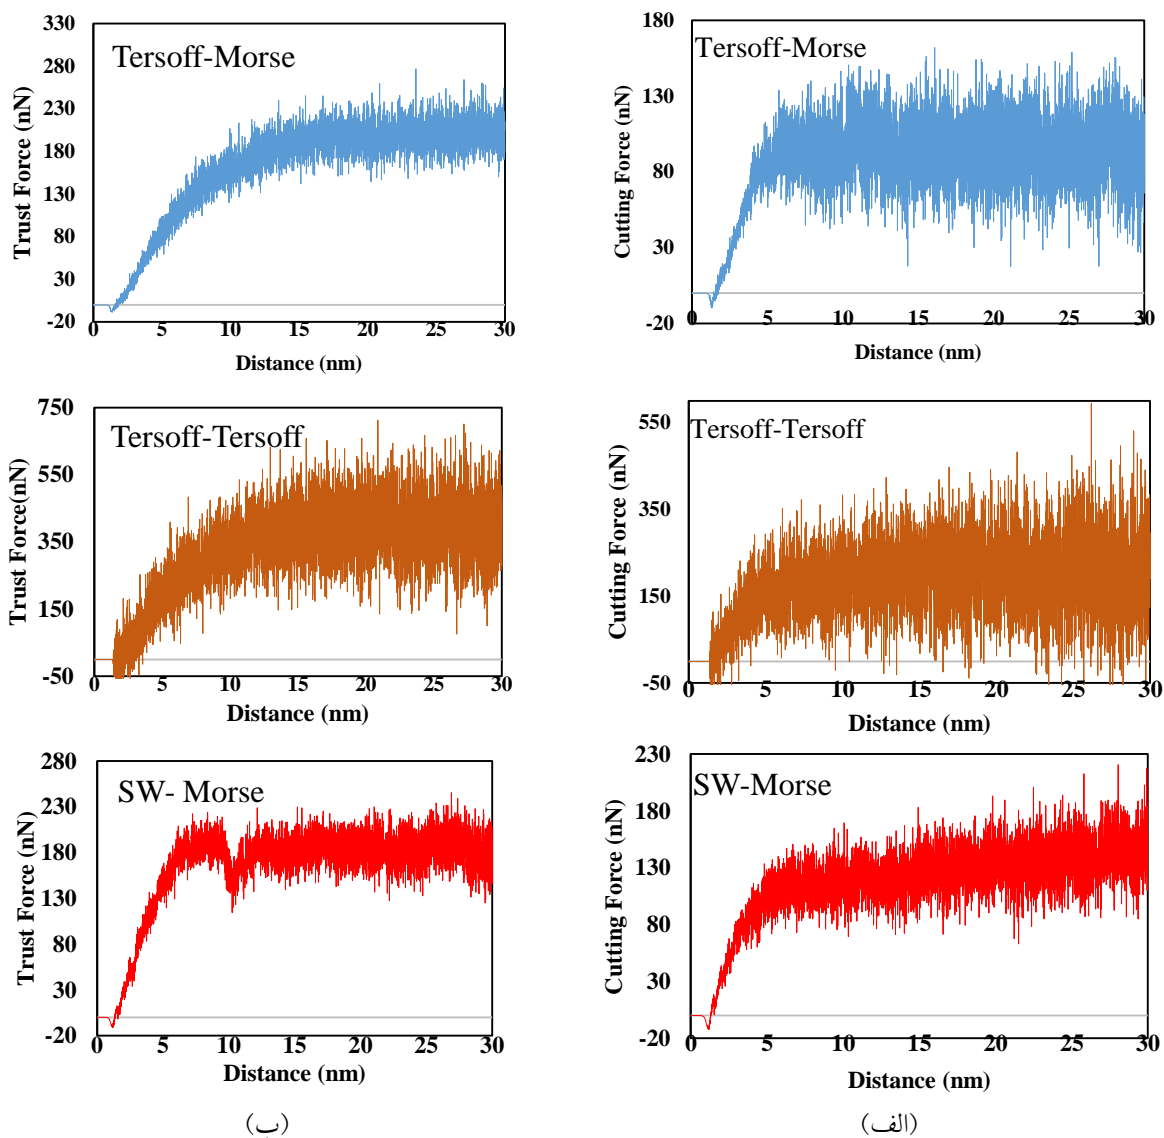 330
280
230
180
130
80
30
-20
Trust Force (nN)
Tersoff-Morse
0 5 10 15 20 25 30
Distance (nm)
180
130
80
30
-20
Cutting Force (nN)
Tersoff-Morse
0 5 10 15 20 25 30
Distance (nm)
750
550
350
150
-50
Trust Force(nN)
Tersoff-Tersoff
0 5 10 15 20 25 30
Distance (nm)
550
350
150
-50
Cutting Force (nN)
Tersoff-Tersoff
0 5 10 15 20 25 30
Distance (nm)
280
230
180
130
80
30
-20
Trust Force (nN)
SW- Morse
0 5 10 15 20 25 30
Distance (nm)
230
180
130
80
30
-20
Cutting Force (nN)
SW-Morse
0 5 10 15 20 25 30
Distance (nm)
(ب)
(الف)